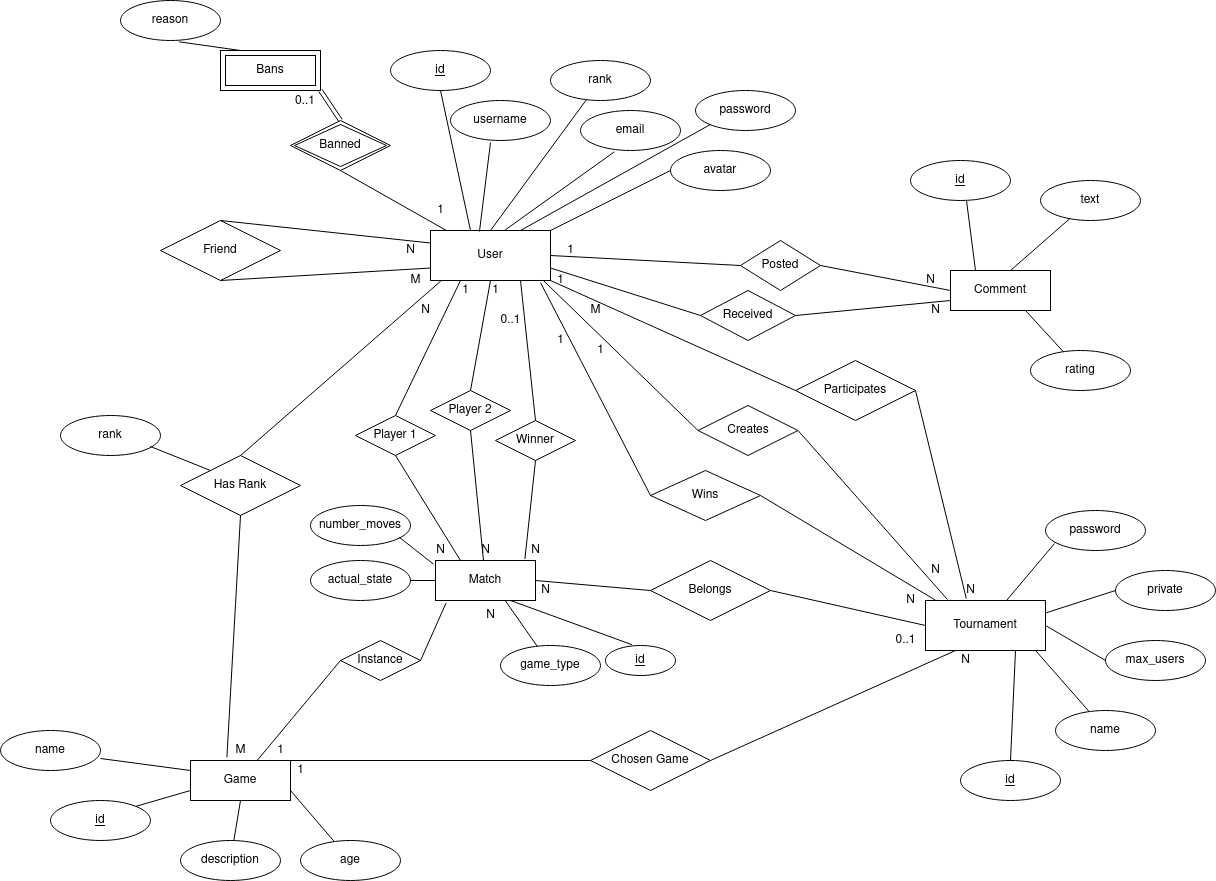 reason
Bans
id
rank
0..1
username
email
password
Banned
avatar
id
text
1
Friend
N
User
1
Posted
N
Comment
M
1
1
1
N
0..1
M
Received
N
1
1
rating
Participates
rank
Player 1
Player 2
Winner
Creates
Has Rank
Wins
number_moves
password
N
N
N
actual_state
Match
N
Belongs
N
N
N
private
N
Tournament
0..1
Instance
game_type
id
N
max_users
name
M
1
name
Chosen Game
1
Game
id
id
description
age